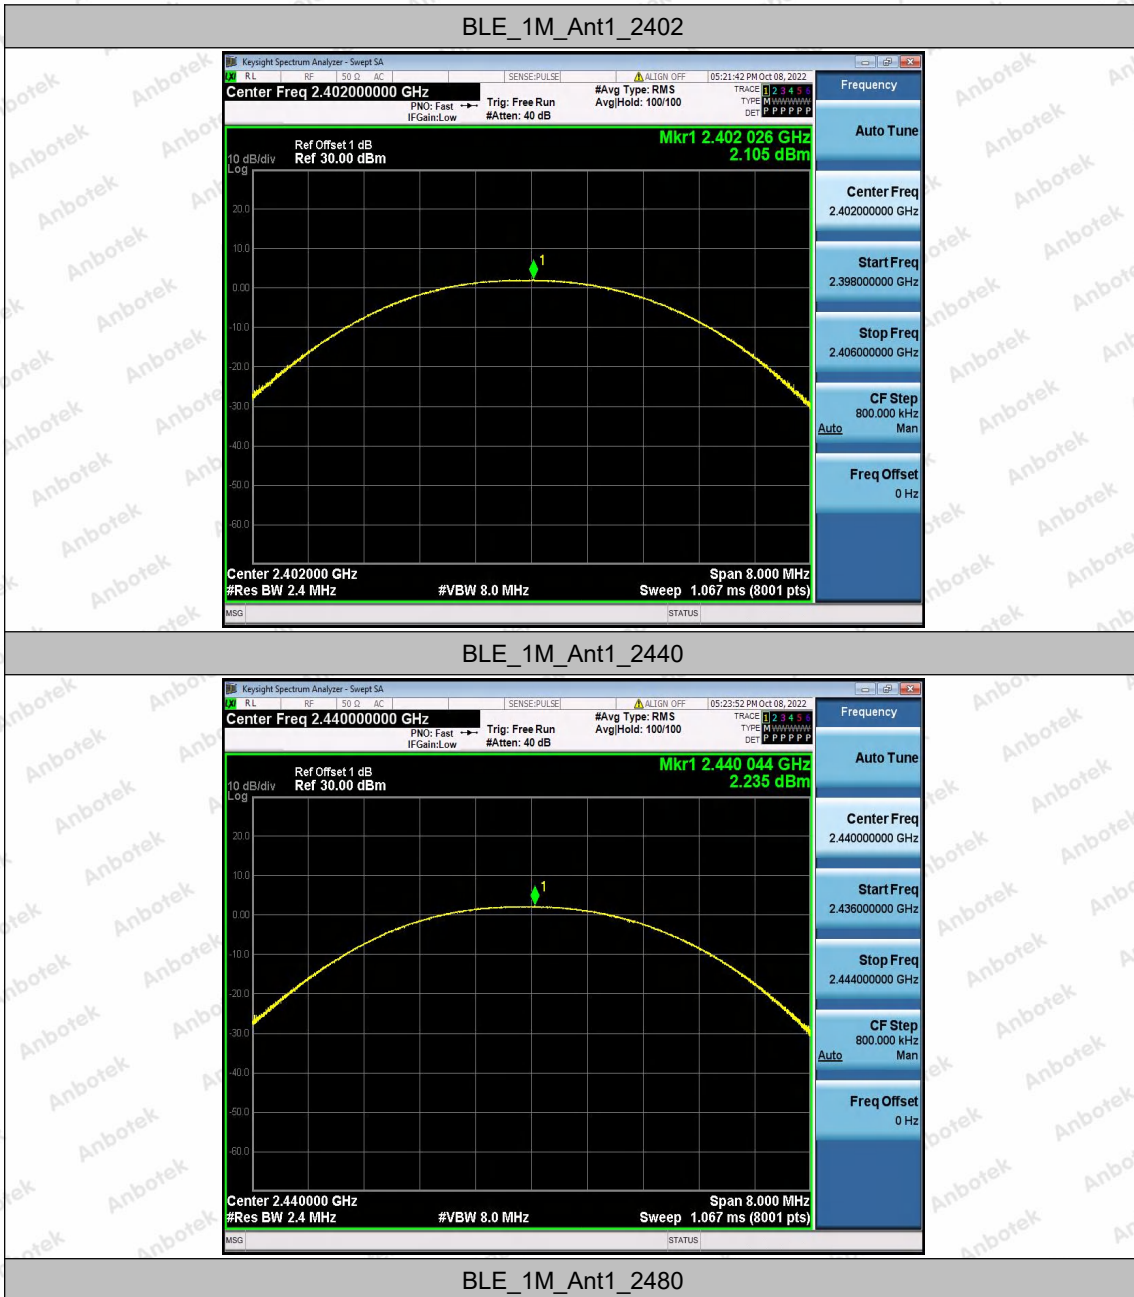 BLE_1M_Ant1_2402
Keysight Spectrum Analyzer - Swept SA
LXI RL RF 50 Ω AC SENSE:PULSE ALIGN OFF 05:21:42 PM Oct 08, 2022
Center Freq 2.402000000 GHz
PNO: Fast
IFGain:Low
Trig: Free Run
#Atten: 40 dB
#Avg Type: RMS
Avg|Hold: 100/100
TRACE 1 2 3 4 5 6
TYPE M W W W W W
DET P P P P P P
Frequency
Auto Tune
Center Freq
2.402000000 GHz
Start Freq
2.398000000 GHz
Stop Freq
2.406000000 GHz
CF Step
800.000 kHz
Auto Man
Freq Offset
0 Hz
Mkr1 2.402 026 GHz
2.105 dBm
Ref Offset 1 dB
10 dB/div Ref 30.00 dBm
Log
20.0
10.0
1
0.00
-10.0
-20.0
-30.0
-40.0
-50.0
-60.0
Center 2.402000 GHz Span 8.000 MHz
#Res BW 2.4 MHz #VBW 8.0 MHz Sweep 1.067 ms (8001 pts)
MSG STATUS
BLE_1M_Ant1_2440
Keysight Spectrum Analyzer - Swept SA
LXI RL RF 50 Ω AC SENSE:PULSE ALIGN OFF 05:23:52 PM Oct 08, 2022
Center Freq 2.440000000 GHz
PNO: Fast
IFGain:Low
Trig: Free Run
#Atten: 40 dB
#Avg Type: RMS
Avg|Hold: 100/100
TRACE 1 2 3 4 5 6
TYPE M W W W W W
DET P P P P P P
Frequency
Auto Tune
Center Freq
2.440000000 GHz
Start Freq
2.436000000 GHz
Stop Freq
2.444000000 GHz
CF Step
800.000 kHz
Auto Man
Freq Offset
0 Hz
Mkr1 2.440 044 GHz
2.235 dBm
Ref Offset 1 dB
10 dB/div Ref 30.00 dBm
Log
20.0
10.0
1
0.00
-10.0
-20.0
-30.0
-40.0
-50.0
-60.0
Center 2.440000 GHz Span 8.000 MHz
#Res BW 2.4 MHz #VBW 8.0 MHz Sweep 1.067 ms (8001 pts)
MSG STATUS
BLE_1M_Ant1_2480
Anbotek